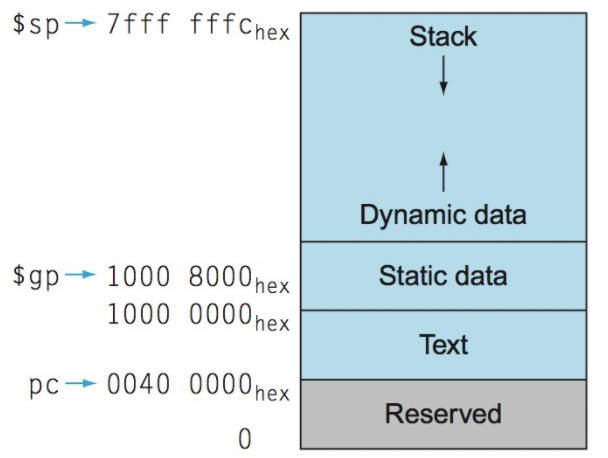 $sp → 7fff fffc hex
Stack
Dynamic data
$gp → 1000 8000 hex
Static data
1000 0000 hex
Text
pc → 0040 0000 hex
Reserved
0